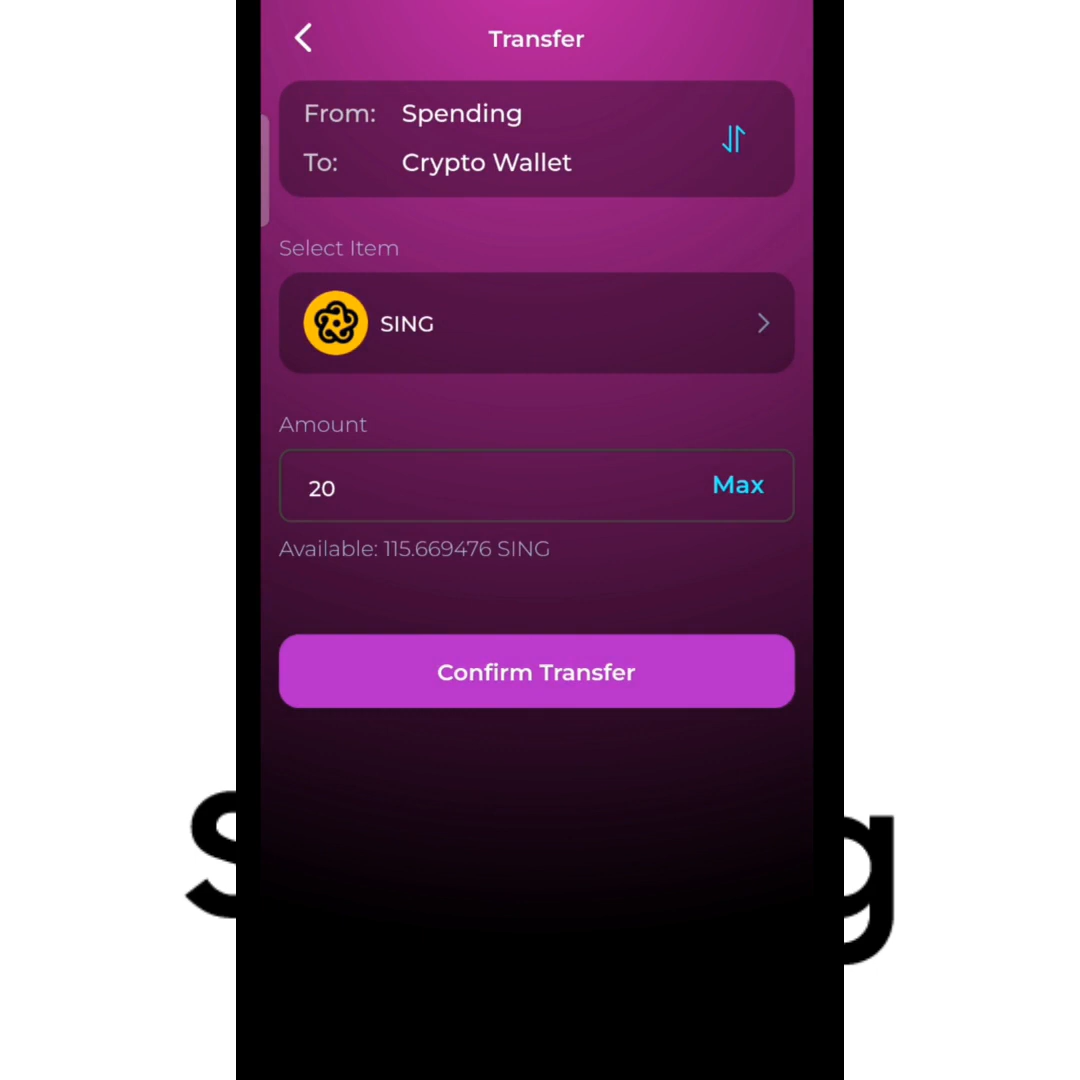 Transfer
From: Spending
To: Crypto Wallet
Select Item
SING
Amount
20 Max
Available: 115.669476 SING
Confirm Transfer